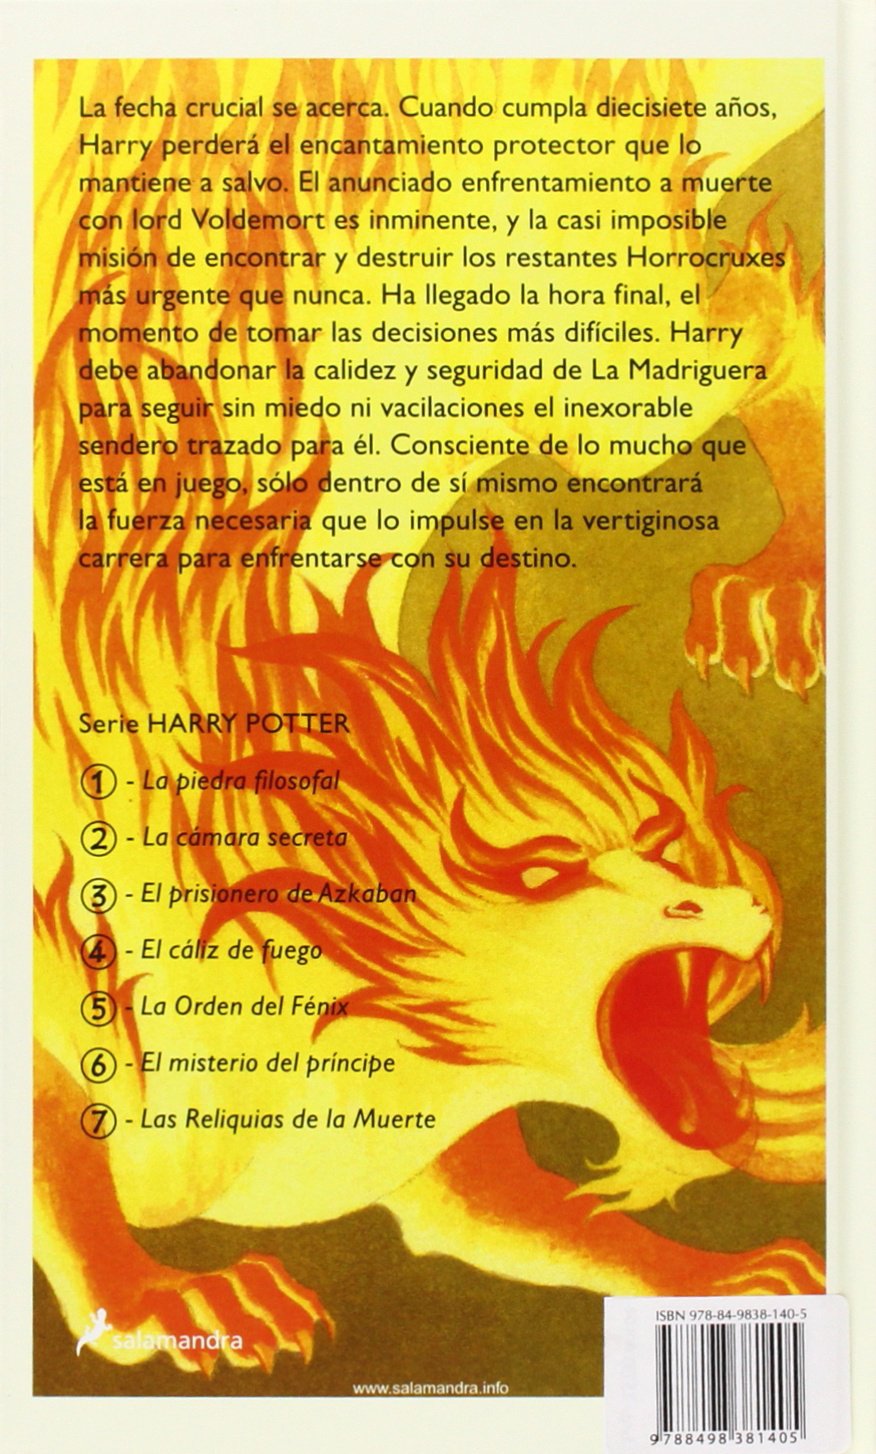 La fecha crucial se acerca. Cuando cumpla diecisiete años,
Harry perderá el encantamiento protector que lo
mantiene a salvo. El anunciado enfrentamiento a muerte
con lord Voldemort es inminente, y la casi imposible
misión de encontrar y destruir los restantes Horrocruxes
más urgente que nunca. Ha llegado la hora final, el
momento de tomar las decisiones más difíciles. Harry
debe abandonar la calidez y seguridad de La Madriguera
para seguir sin miedo ni vacilaciones el inexorable
sendero trazado para él. Consciente de lo mucho que
está en juego, sólo dentro de sí mismo encontrará
la fuerza necesaria que lo impulse en la vertiginosa
carrera para enfrentarse con su destino.
Serie HARRY POTTER
1 - La piedra filosofal
2 - La cámara secreta
3 - El prisionero de Azkaban
4 - El cáliz de fuego
5 - La Orden del Fénix
6 - El misterio del príncipe
7 - Las Reliquias de la Muerte
salamandra
www.salamandra.info
ISBN 978-84-9838-140-5
9 788498 381405